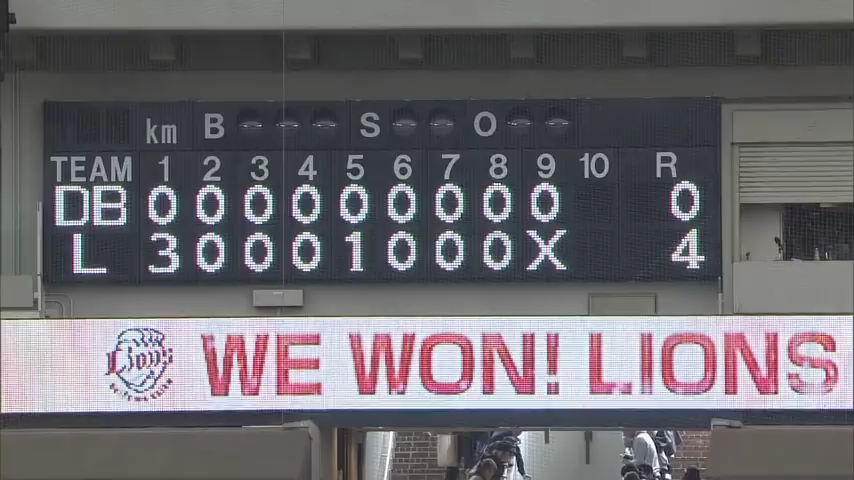 km B S O
TEAM 1 2 3 4 5 6 7 8 9 10 R
DB 0 0 0 0 0 0 0 0 0 0
L 3 0 0 0 1 0 0 0 X 4
Lions WE WON! LIONS